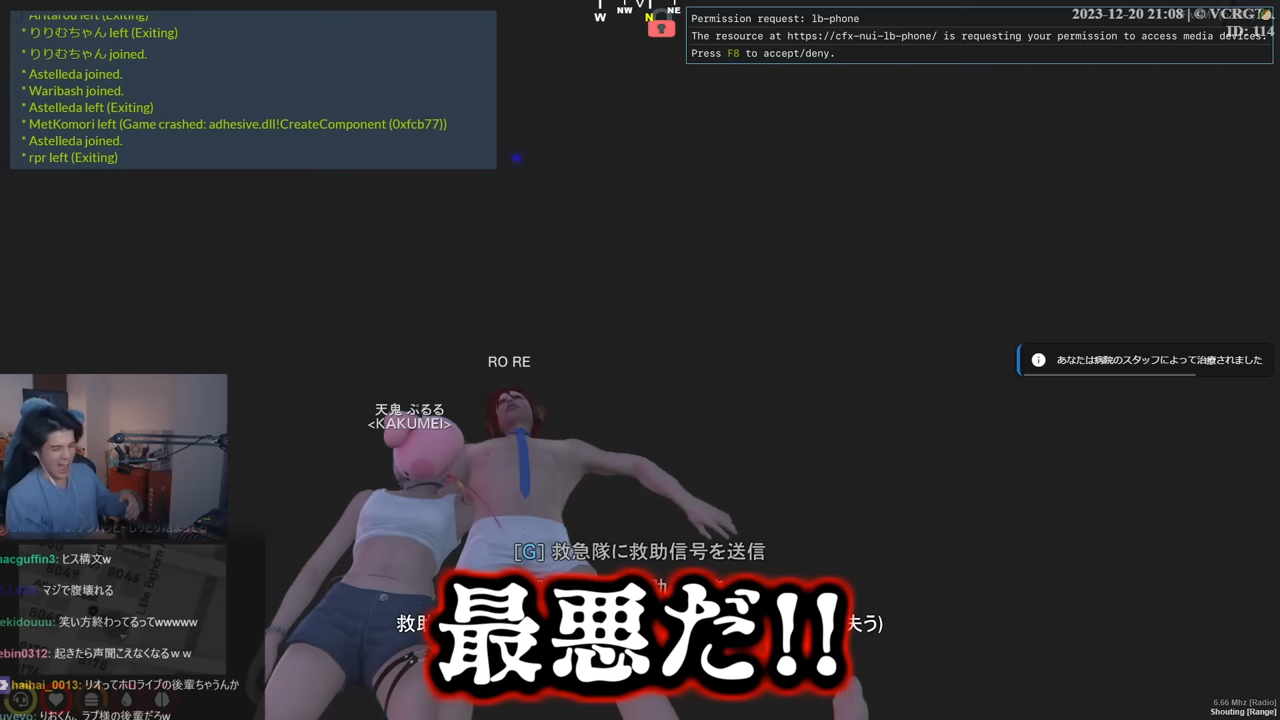 Aritarou left (Exiting)
* りりむちゃん left (Exiting)
* りりむちゃん joined.
* Astelleda joined.
* Waribash joined.
* Astelleda left (Exiting)
* MetKomori left (Game crashed: adhesive.dll!CreateComponent (0xfcb77))
* Astelleda joined.
* rpr left (Exiting)
W NW N NE
Permission request: lb-phone
The resource at https://cfx-nui-lb-phone/ is requesting your permission to access media devices.
Press F8 to accept/deny.
2023-12-20 21:08 | © VCRGTA
ID: 114
あなたは病院のスタッフによって治療されました
RO RE
天鬼 ぷるる
<KAKUMEI>
[G] 救急隊に救助信号を送信
救助
失う)
最悪だ!!
macguffin3: ヒス構文w
マジで腹壊れる
ekidouuu: 笑い方終わってるってwwwww
ebin0312: 起きたら声聞こえなくなるw w
haihai_0013: リオってホロライブの後輩ちゃうんか
uveyo: りおくん、ラプ様の後輩だろw
6.66 Mhz [Radio]
Shouting [Range]